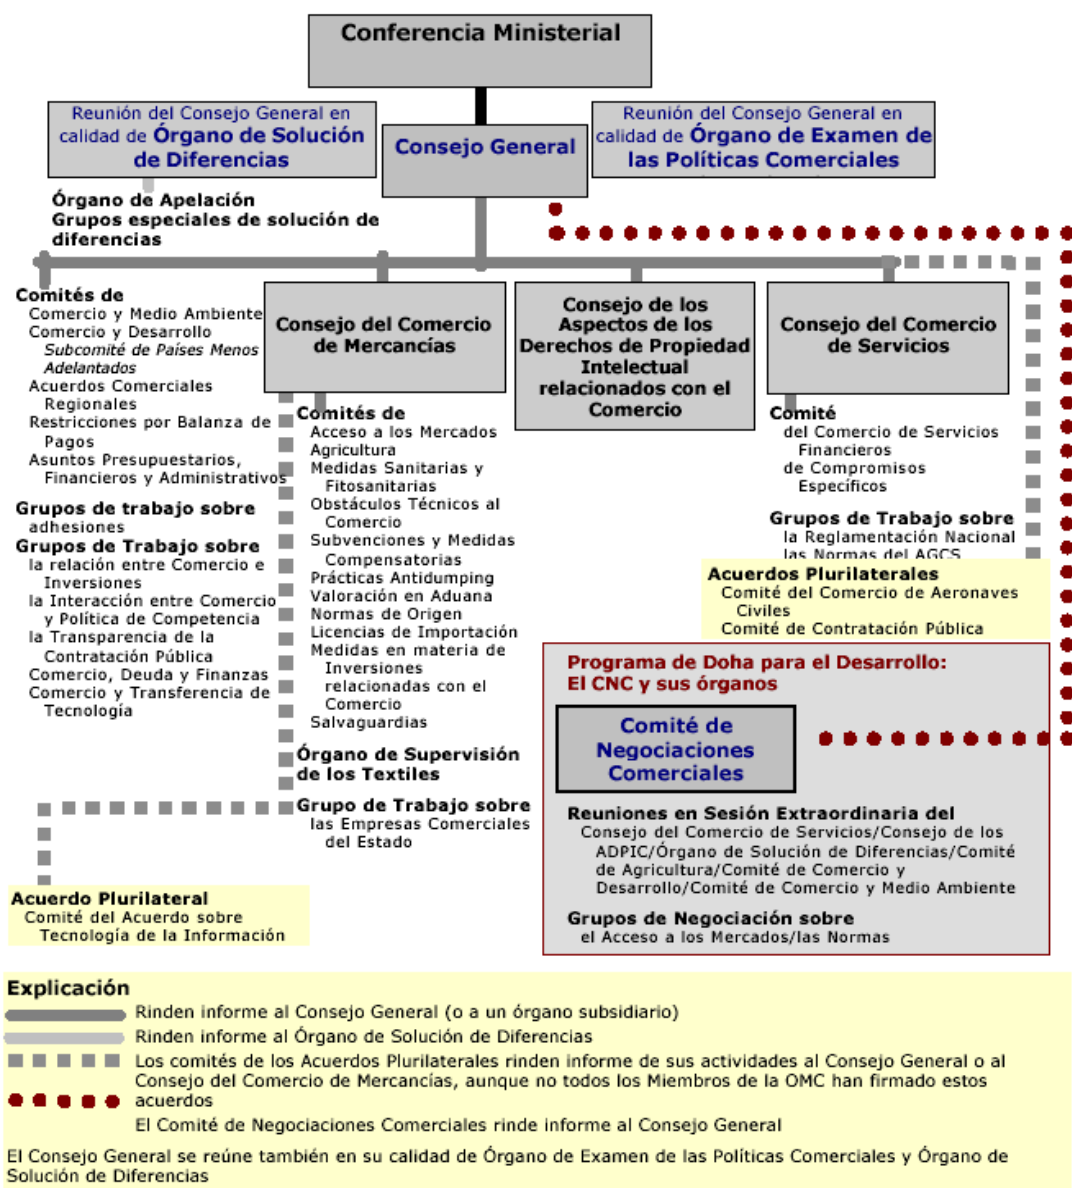 Conferencia Ministerial
Reunión del Consejo General en
calidad de Órgano de Solución
de Diferencias
Consejo General
Reunión del Consejo General en
calidad de Órgano de Examen de
las Políticas Comerciales
Órgano de Apelación
Grupos especiales de solución de
diferencias
Comités de
Comercio y Medio Ambiente
Comercio y Desarrollo
Subcomité de Países Menos
Adelantados
Acuerdos Comerciales
Regionales
Restricciones por Balanza de
Pagos
Asuntos Presupuestarios,
Financieros y Administrativos
Grupos de trabajo sobre
adhesiones
Grupos de Trabajo sobre
la relación entre Comercio e
Inversiones
la Interacción entre Comercio
y Política de Competencia
la Transparencia de la
Contratación Pública
Comercio, Deuda y Finanzas
Comercio y Transferencia de
Tecnología
Consejo del Comercio
de Mercancías
Comités de
Acceso a los Mercados
Agricultura
Medidas Sanitarias y
Fitosanitarias
Obstáculos Técnicos al
Comercio
Subvenciones y Medidas
Compensatorias
Prácticas Antidumping
Valoración en Aduana
Normas de Origen
Licencias de Importación
Medidas en materia de
Inversiones
relacionadas con el
Comercio
Salvaguardias
Órgano de Supervisión
de los Textiles
Grupo de Trabajo sobre
las Empresas Comerciales
del Estado
Acuerdo Plurilateral
Comité del Acuerdo sobre
Tecnología de la Información
Consejo de los
Aspectos de los
Derechos de Propiedad
Intelectual
relacionados con el
Comercio
Consejo del Comercio
de Servicios
Comité
del Comercio de Servicios
Financieros
de Compromisos
Específicos
Grupos de Trabajo sobre
la Reglamentación Nacional
las Normas del AGCS
Acuerdos Plurilaterales
Comité del Comercio de Aeronaves
Civiles
Comité de Contratación Pública
Programa de Doha para el Desarrollo:
El CNC y sus órganos
Comité de
Negociaciones
Comerciales
Reuniones en Sesión Extraordinaria del
Consejo del Comercio de Servicios/Consejo de los
ADPIC/Órgano de Solución de Diferencias/Comité
de Agricultura/Comité de Comercio y
Desarrollo/Comité de Comercio y Medio Ambiente
Grupos de Negociación sobre
el Acceso a los Mercados/las Normas
Explicación
Rinden informe al Consejo General (o a un órgano subsidiario)
Rinden informe al Órgano de Solución de Diferencias
Los comités de los Acuerdos Plurilaterales rinden informe de sus actividades al Consejo General o al
Consejo del Comercio de Mercancías, aunque no todos los Miembros de la OMC han firmado estos
acuerdos
El Comité de Negociaciones Comerciales rinde informe al Consejo General
El Consejo General se reúne también en su calidad de Órgano de Examen de las Políticas Comerciales y Órgano de
Solución de Diferencias